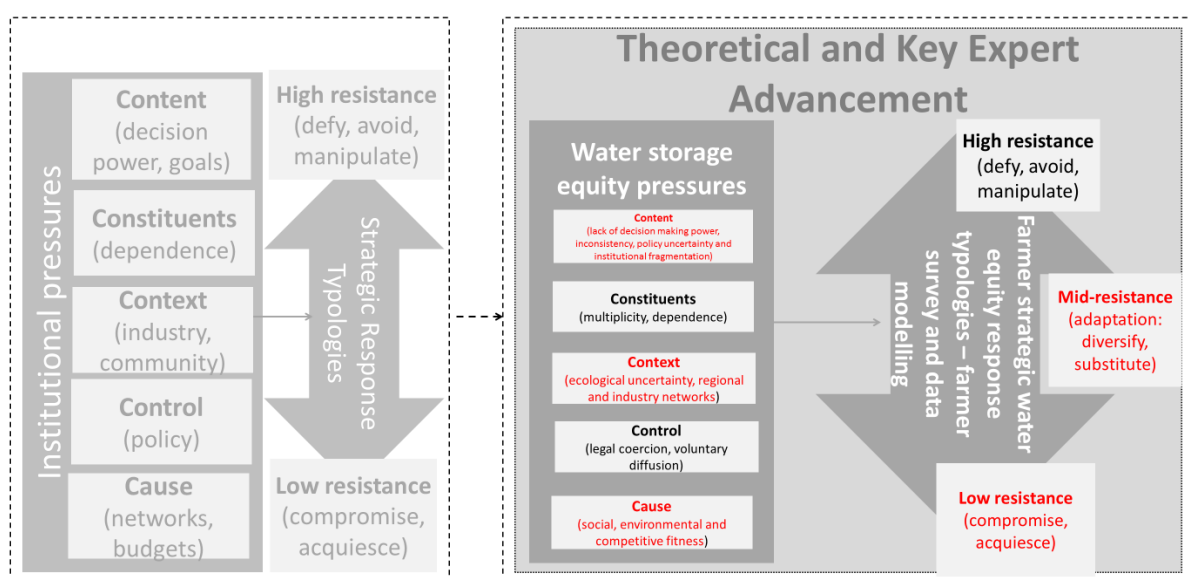 Institutional pressures
Content
(decision
power, goals)
Constituents
(dependence)
Context
(industry,
community)
Control
(policy)
Cause
(networks,
budgets)
High resistance
(defy, avoid,
manipulate)
Strategic Response
Typologies
Low resistance
(compromise,
acquiesce)
Theoretical and Key Expert
Advancement
Water storage
equity pressures
Content
(lack of decision making power,
inconsistency, policy uncertainty and
institutional fragmentation)
Constituents
(multiplicity, dependence)
Context
(ecological uncertainty, regional
and industry networks)
Control
(legal coercion, voluntary
diffusion)
Cause
(social, environmental and
competitive fitness)
High resistance
(defy, avoid,
manipulate)
Farmer strategic water
equity response
typologies – farmer
survey and data
modelling
Mid-resistance
(adaptation:
diversify,
substitute)
Low resistance
(compromise,
acquiesce)